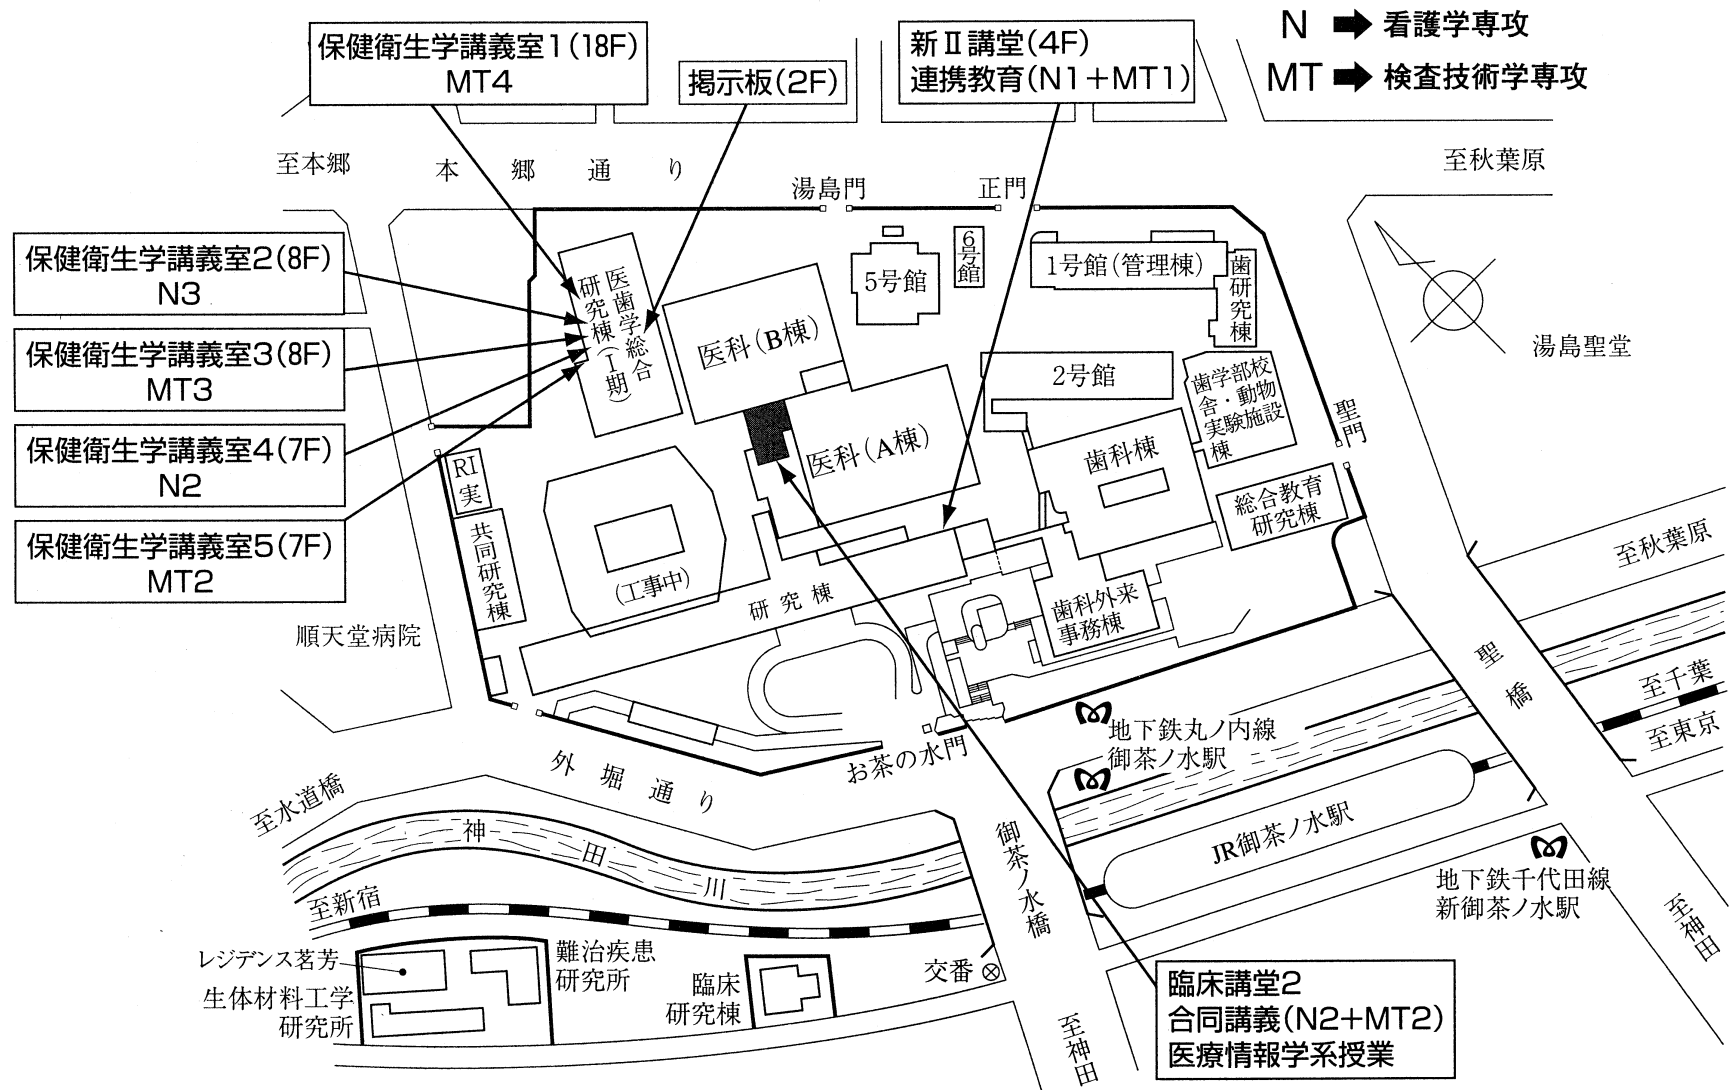 保健衛生学講義室1(18F)
MT4
掲示板(2F)
新Ⅱ講堂(4F)
連携教育(N1+MT1)
N → 看護学専攻
MT → 検査技術学専攻
至本郷
本郷通り
湯島門
正門
至秋葉原
保健衛生学講義室2(8F)
N3
保健衛生学講義室3(8F)
MT3
保健衛生学講義室4(7F)
N2
保健衛生学講義室5(7F)
MT2
医歯学総合
研究棟(Ⅰ期)
医科(B棟)
5号館
6号館
1号館(管理棟)
歯研究棟
湯島聖堂
2号館
歯学部校
舎・動物
実験施設
棟
聖門
医科(A棟)
歯科棟
総合教育
研究棟
RI
実
共同研究棟
(工事中)
研究棟
歯科外来
事務棟
至秋葉原
順天堂病院
聖橋
至千葉
至東京
地下鉄丸ノ内線
御茶ノ水駅
お茶の水門
外堀通り
至水道橋
神田川
御茶ノ水橋
JR御茶ノ水駅
地下鉄千代田線
新御茶ノ水駅
至神田
至新宿
レジデンス茗芳
生体材料工学
研究所
難治疾患
研究所
臨床
研究棟
交番
至神田
臨床講堂2
合同講義(N2+MT2)
医療情報学系授業